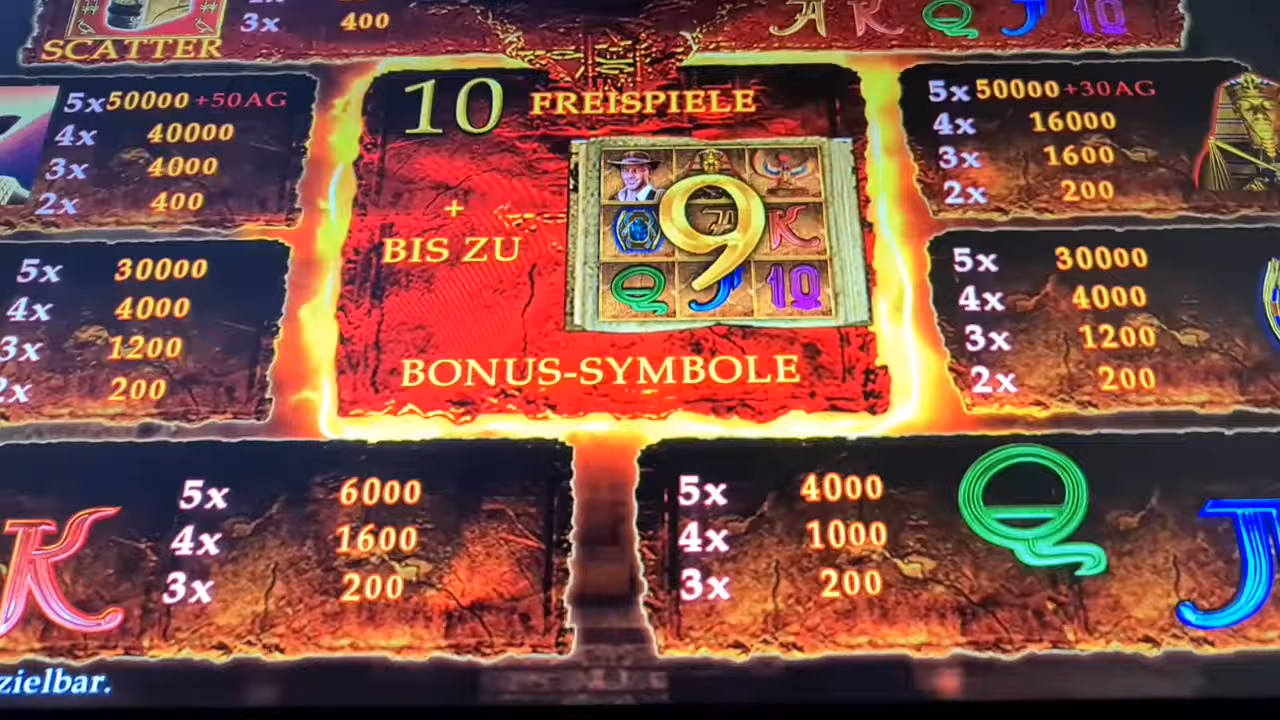 3x 400
A K Q J 10
SCATTER
5x 50000 +50AG
4x 40000
3x 4000
2x 400
10 FREISPIELE
+
BIS ZU
9
A K
Q J 10
BONUS-SYMBOLE
5x 50000 +30AG
4x 16000
3x 1600
2x 200
5x 30000
4x 4000
3x 1200
2x 200
5x 30000
4x 4000
3x 1200
2x 200
K
5x 6000
4x 1600
3x 200
5x 4000
4x 1000
3x 200
Q J
zielbar.